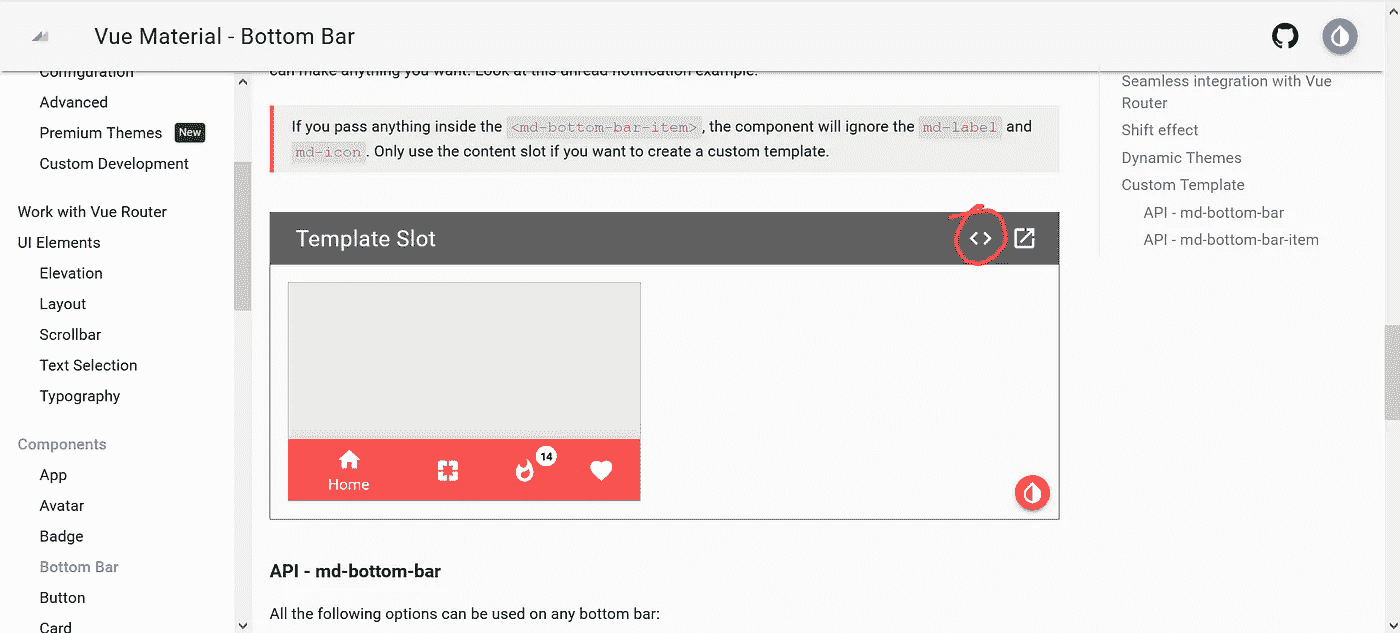 Vue Material - Bottom Bar
Configuration
Advanced
Premium Themes New
Custom Development
Work with Vue Router
UI Elements
Elevation
Layout
Scrollbar
Text Selection
Typography
Components
App
Avatar
Badge
Bottom Bar
Button
Card
can make anything you want. Look at this unread notification example:
If you pass anything inside the <md-bottom-bar-item>, the component will ignore the md-label and
md-icon. Only use the content slot if you want to create a custom template.
Template Slot
14
Home
API - md-bottom-bar
All the following options can be used on any bottom bar:
Seamless integration with Vue
Router
Shift effect
Dynamic Themes
Custom Template
API - md-bottom-bar
API - md-bottom-bar-item